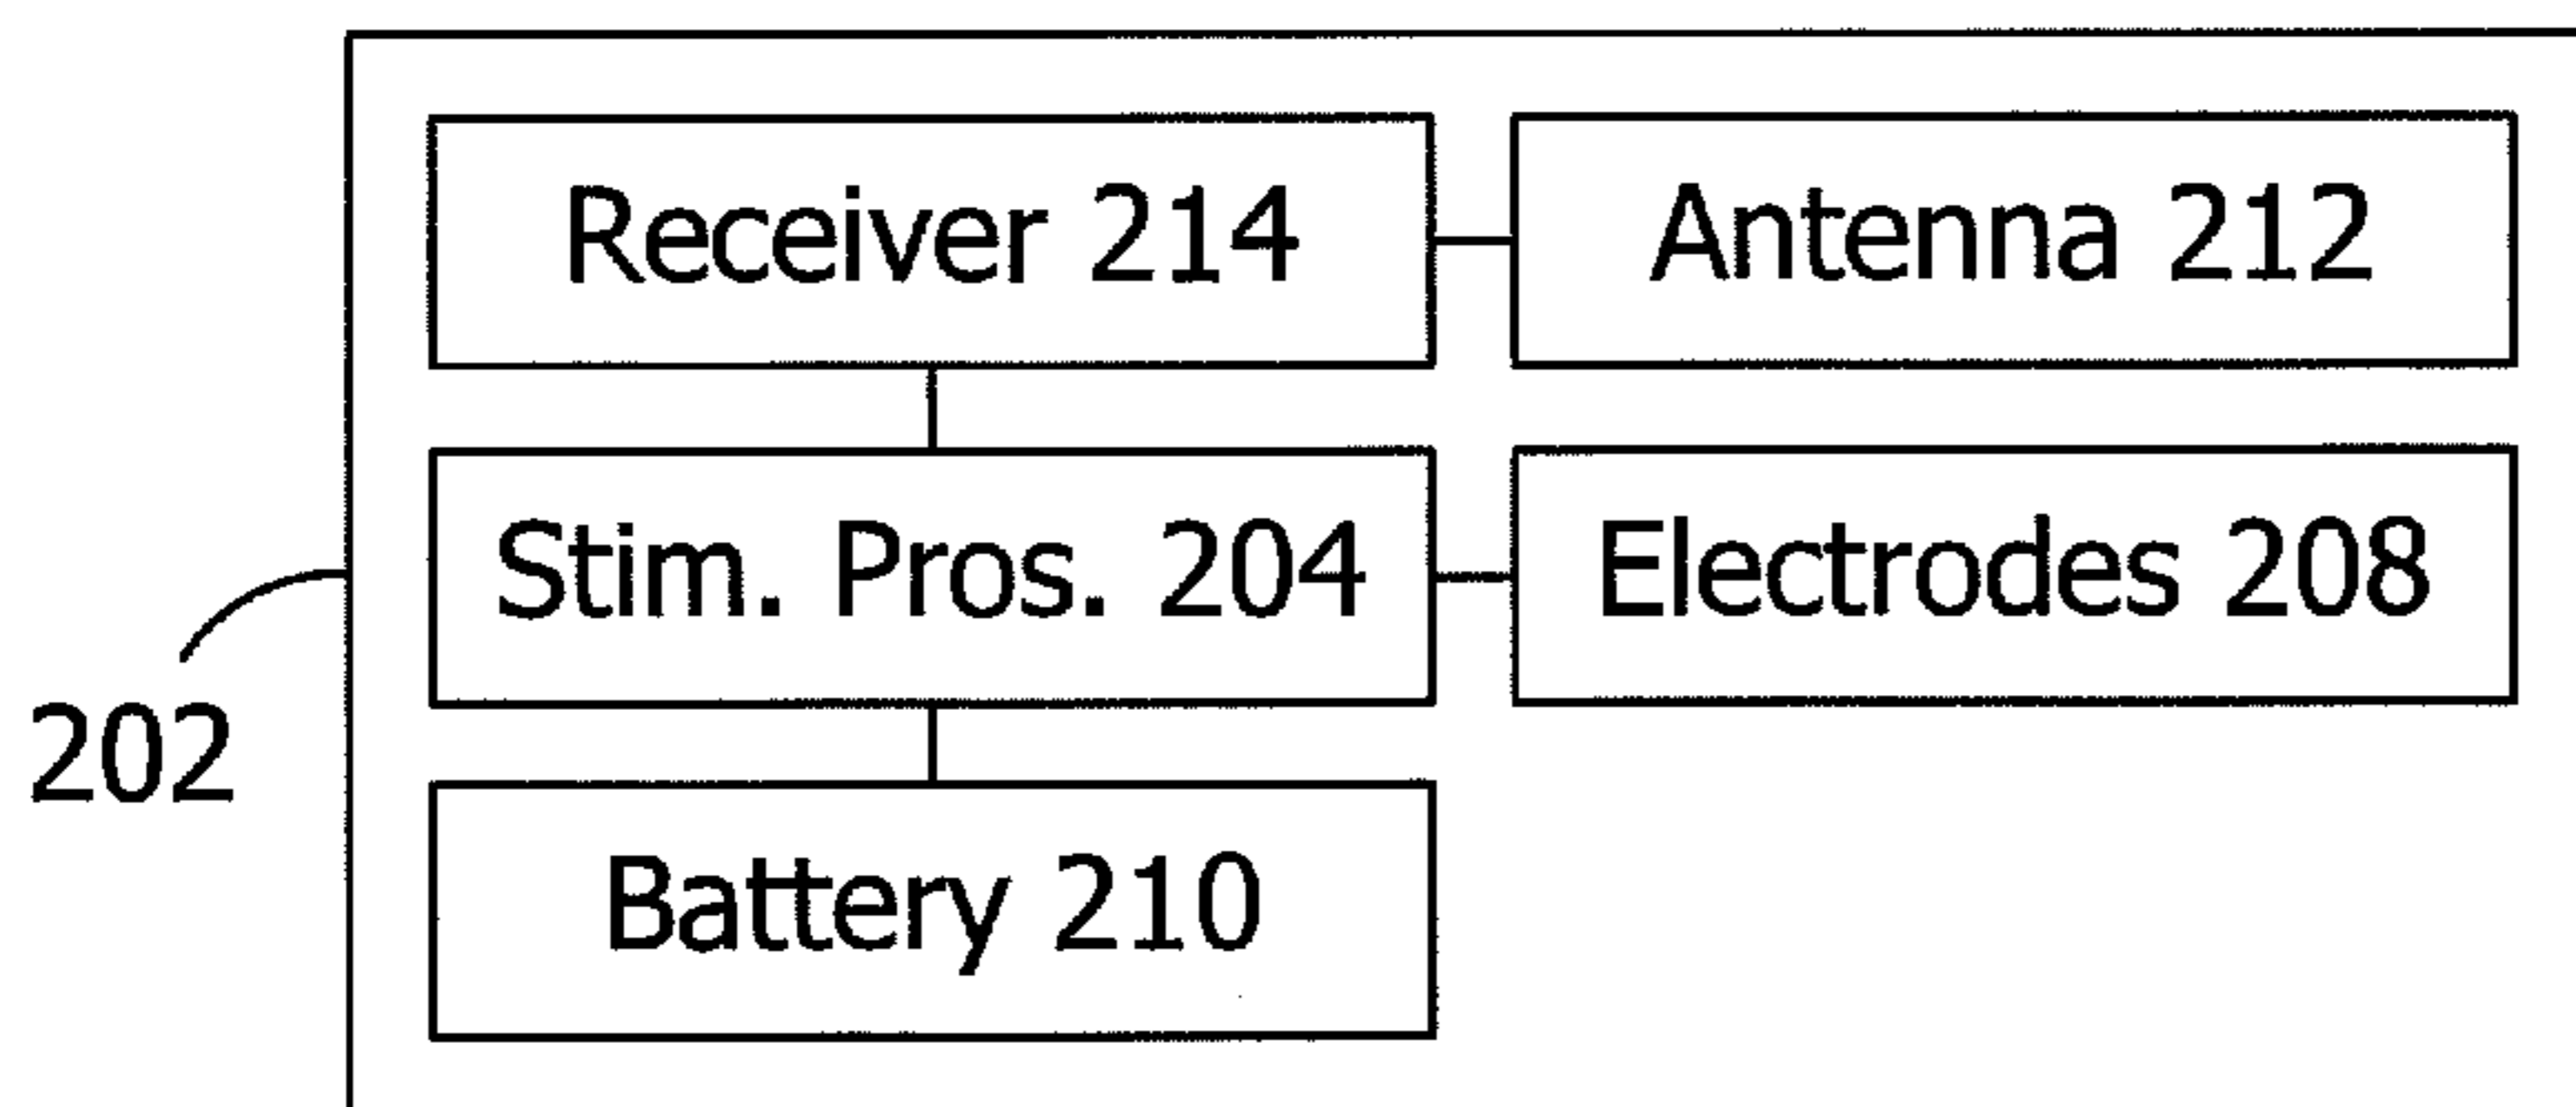 Receiver 214
Antenna 212
Stim. Pros. 204
Electrodes 208
202
Battery 210